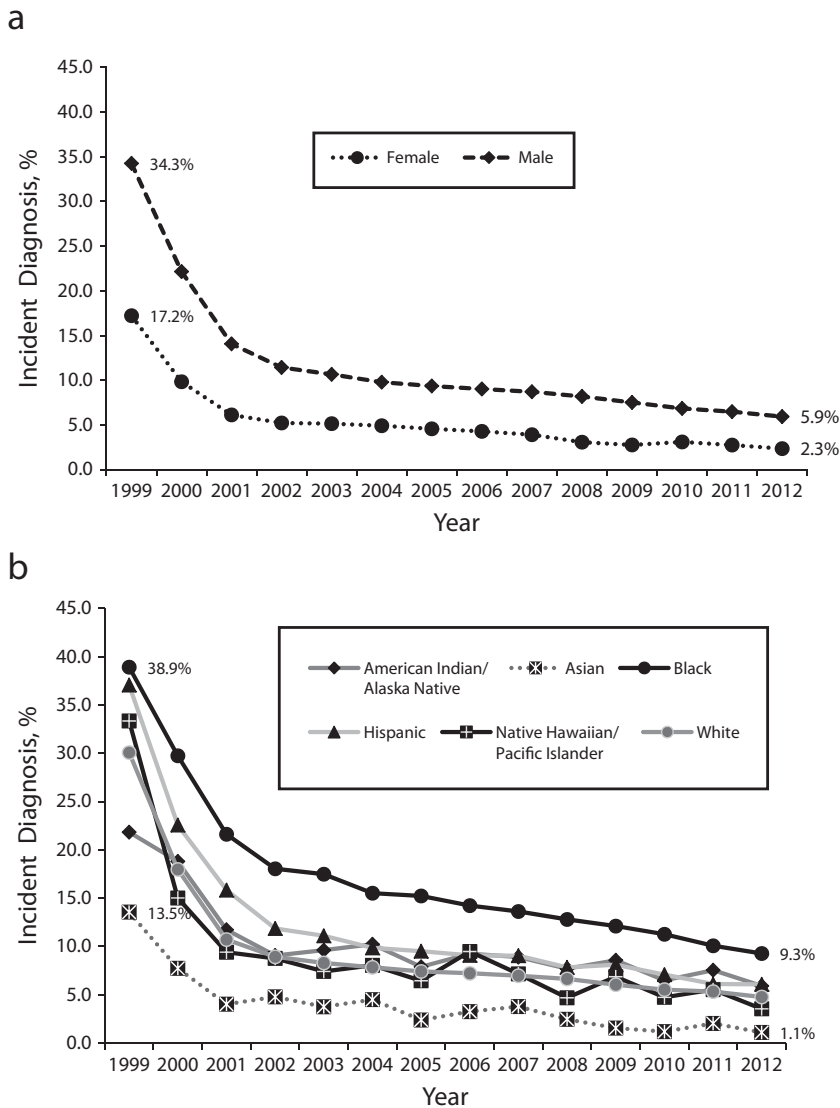 a
45.0
40.0
35.0
30.0
25.0
20.0
15.0
10.0
5.0
0.0
Incident Diagnosis, %
Female Male
34.3%
17.2%
5.9%
2.3%
1999 2000 2001 2002 2003 2004 2005 2006 2007 2008 2009 2010 2011 2012
Year
b
45.0
40.0
35.0
30.0
25.0
20.0
15.0
10.0
5.0
0.0
Incident Diagnosis, %
American Indian/ Asian Black
Alaska Native
Hispanic Native Hawaiian/ White
Pacific Islander
38.9%
13.5%
9.3%
1.1%
1999 2000 2001 2002 2003 2004 2005 2006 2007 2008 2009 2010 2011 2012
Year